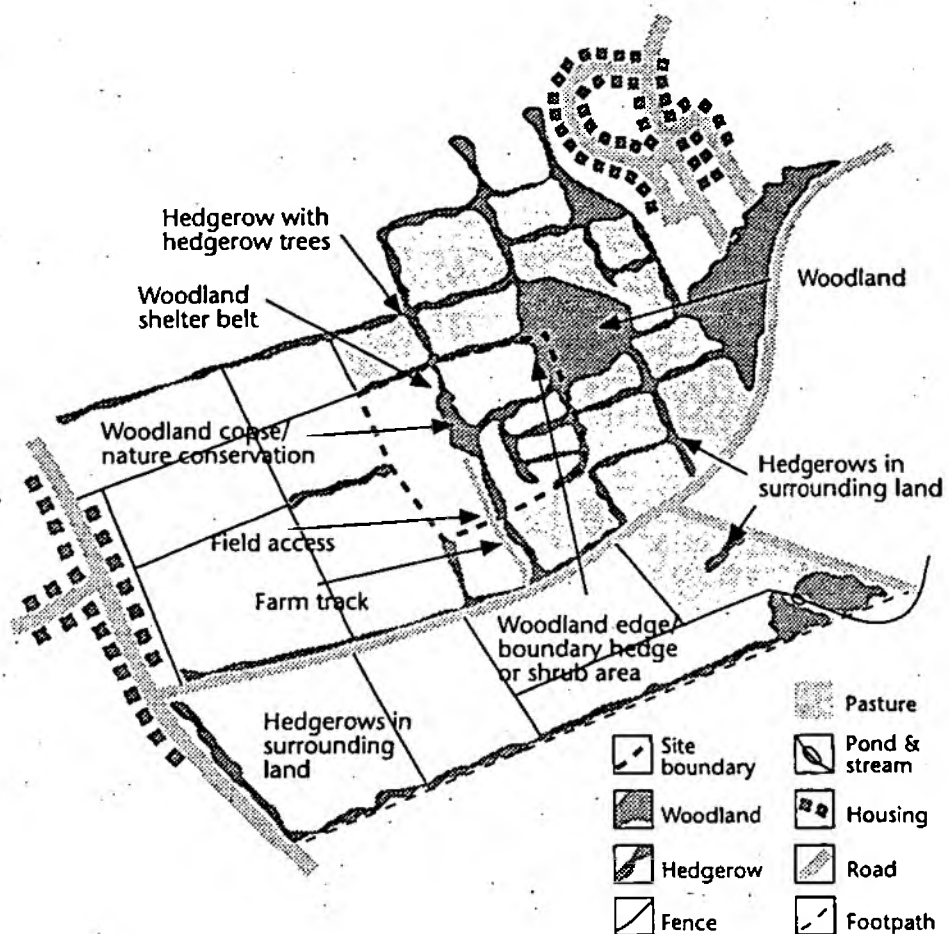 Hedgerow with
hedgerow trees
Woodland
shelter belt
Woodland
Woodland copse/
nature conservation
Hedgerows in
surrounding land
Field access
Farm track
Woodland edge/
boundary hedge
or shrub area
Hedgerows in
surrounding
land
Pasture
Site
boundary
Pond &
stream
Woodland
Housing
Hedgerow
Road
Fence
Footpath